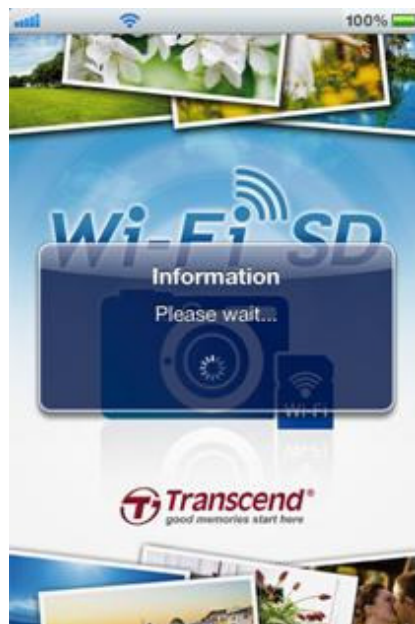 100%
Wi-Fi SD
Information
Please wait...
Wi-Fi
Transcend®
good memories start here